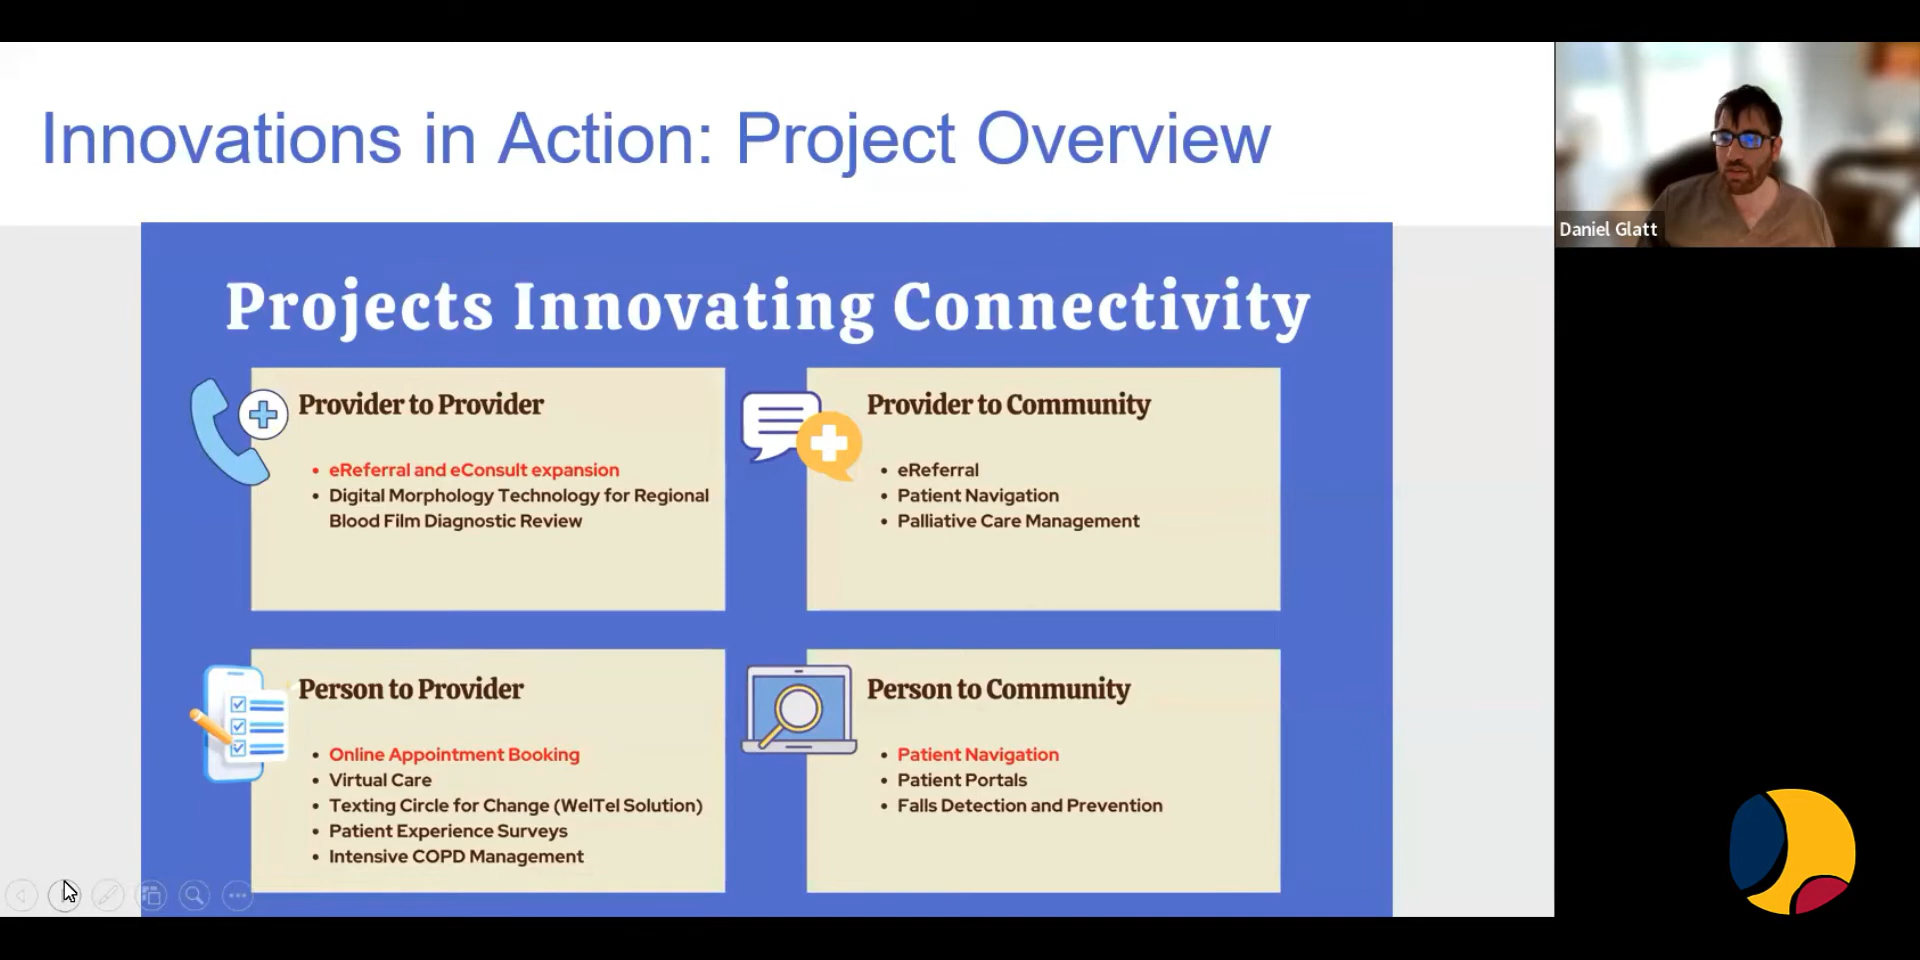 Innovations in Action: Project Overview
Daniel Glatt
Projects Innovating Connectivity
Provider to Provider
• eReferral and eConsult expansion
• Digital Morphology Technology for Regional
Blood Film Diagnostic Review
Provider to Community
• eReferral
• Patient Navigation
• Palliative Care Management
Person to Provider
• Online Appointment Booking
• Virtual Care
• Texting Circle for Change (WelTel Solution)
• Patient Experience Surveys
• Intensive COPD Management
Person to Community
• Patient Navigation
• Patient Portals
• Falls Detection and Prevention